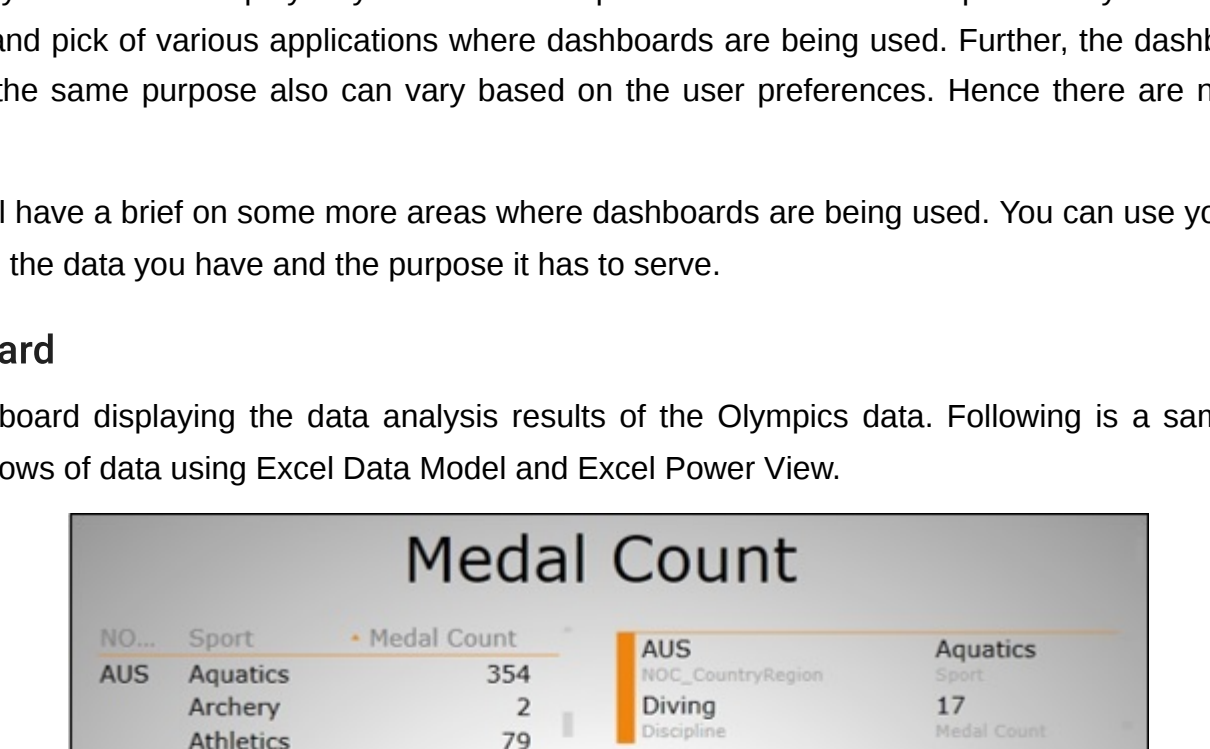 and pick of various applications where dashboards are being used. Further, the
the same purpose also can vary based on the user preferences. Hence there are
have a brief on some more areas where dashboards are being used. You can use
the data you have and the purpose it has to serve.
ard
board displaying the data analysis results of the Olympics data. Following is a
ows of data using Excel Data Model and Excel Power View.
Medal Count
NO... Sport Medal Count
AUS Aquatics 354
Archery 2
Athletics 79
AUS Aquatics
NOC_CountryRegion Sport
Diving 17
Discipline Medal Count